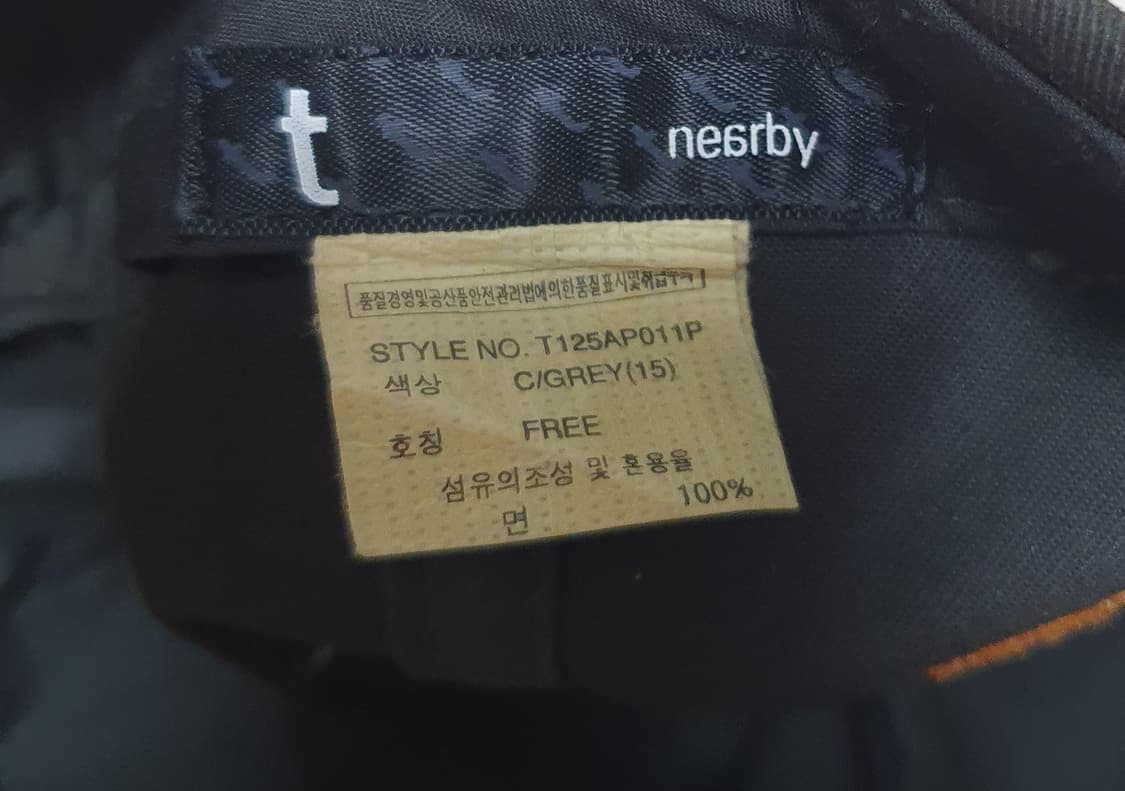 t nearby
품질경영및공산품안전관리법에의한품질표시및취급주의
STYLE NO. T125AP011P
색상 C/GREY(15)
호칭 FREE
섬유의조성 및 혼용율
면 100%